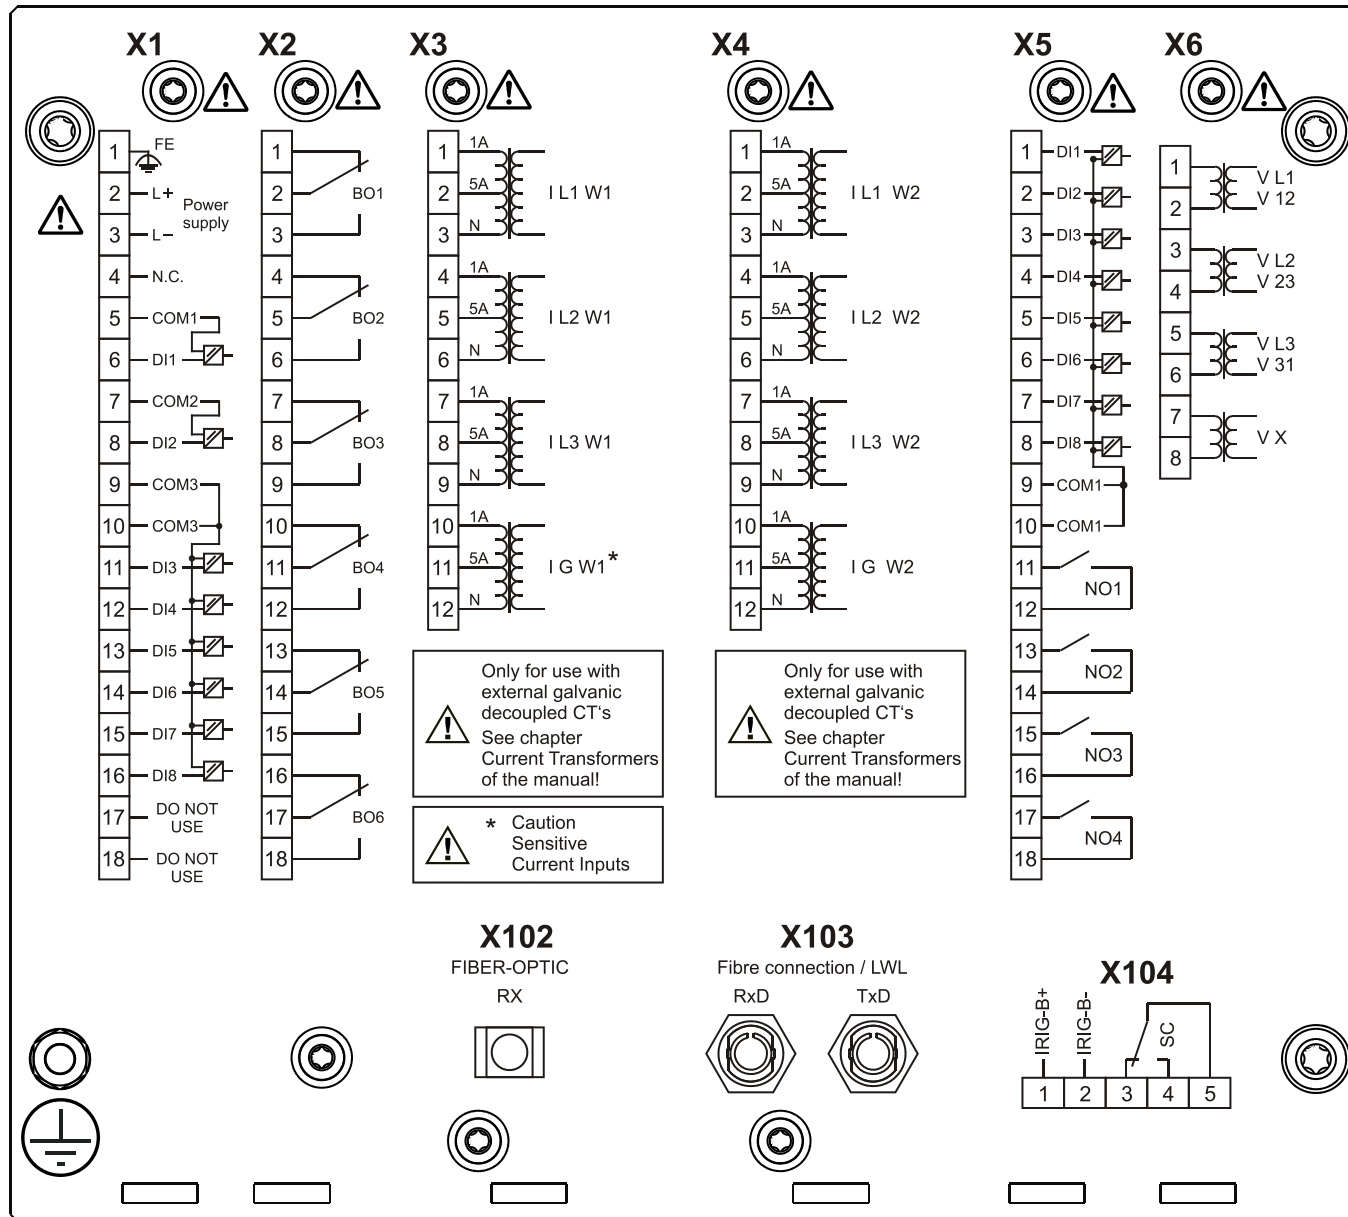 X1
X2
X3
X4
X5
X6
1 FE
2 L+
Power
supply
3 L–
4 N.C.
5 COM1
6 DI1
7 COM2
8 DI2
9 COM3
10 COM3
11 DI3
12 DI4
13 DI5
14 DI6
15 DI7
16 DI8
17 DO NOT
USE
18 DO NOT
USE
1
2 BO1
3
4
5 BO2
6
7
8 BO3
9
10
11 BO4
12
13
14 BO5
15
16
17 BO6
18
1 1A
2 5A I L1 W1
3 N
4 1A
5 5A I L2 W1
6 N
7 1A
8 5A I L3 W1
9 N
10 1A
11 5A I G W1*
12 N
Only for use with
external galvanic
decoupled CT‘s
See chapter
Current Transformers
of the manual!
* Caution
Sensitive
Current Inputs
1 1A
2 5A I L1 W2
3 N
4 1A
5 5A I L2 W2
6 N
7 1A
8 5A I L3 W2
9 N
10 1A
11 5A I G W2
12 N
Only for use with
external galvanic
decoupled CT‘s
See chapter
Current Transformers
of the manual!
1 DI1
2 DI2
3 DI3
4 DI4
5 DI5
6 DI6
7 DI7
8 DI8
9 COM1
10 COM1
11
NO1
12
13
NO2
14
15
NO3
16
17
NO4
18
1 V L1
2 V 12
3 V L2
4 V 23
5 V L3
6 V 31
7
V X
8
X102
FIBER-OPTIC
RX
X103
Fibre connection / LWL
RxD TxD
X104
IRIG-B+
IRIG-B-
SC
1 2 3 4 5